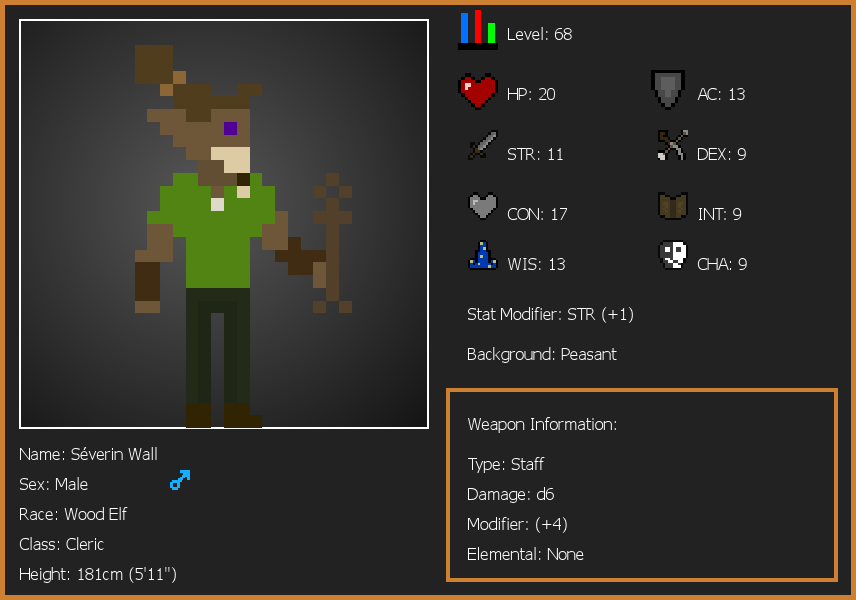 Level: 68
HP: 20
AC: 13
STR: 11
DEX: 9
CON: 17
INT: 9
WIS: 13
CHA: 9
Stat Modifier: STR (+1)
Background: Peasant
Weapon Information:
Type: Staff
Damage: d6
Modifier: (+4)
Elemental: None
Name: Séverin Wall
Sex: Male
Race: Wood Elf
Class: Cleric
Height: 181cm (5'11")